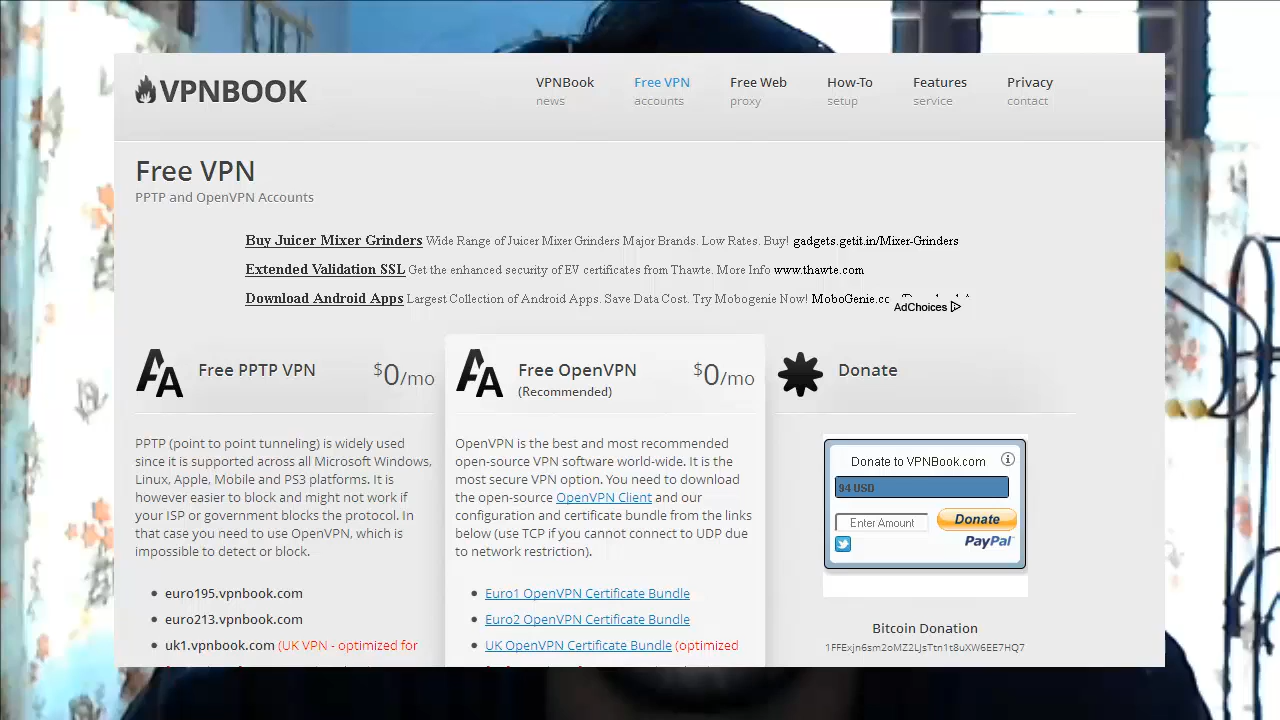 VPNBOOK
VPNBook
news
Free VPN
accounts
Free Web
proxy
How-To
setup
Features
service
Privacy
contact
Free VPN
PPTP and OpenVPN Accounts
Buy Juicer Mixer Grinders Wide Range of Juicer Mixer Grinders Major Brands. Low Rates. Buy! gadgets.getit.in/Mixer-Grinders
Extended Validation SSL Get the enhanced security of EV certificates from Thawte. More Info www.thawte.com
Download Android Apps Largest Collection of Android Apps. Save Data Cost. Try Mobogenie Now!
AdChoices
Free PPTP VPN
$0/mo
PPTP (point to point tunneling) is widely used
since it is supported across all Microsoft Windows,
Linux, Apple, Mobile and PS3 platforms. It is
however easier to block and might not work if
your ISP or government blocks the protocol. In
that case you need to use OpenVPN, which is
impossible to detect or block.
euro195.vpnbook.com
euro213.vpnbook.com
uk1.vpnbook.com (UK VPN - optimized for
Free OpenVPN
(Recommended)
$0/mo
OpenVPN is the best and most recommended
open-source VPN software world-wide. It is the
most secure VPN option. You need to download
the open-source OpenVPN Client and our
configuration and certificate bundle from the links
below (use TCP if you cannot connect to UDP due
to network restriction).
Euro1 OpenVPN Certificate Bundle
Euro2 OpenVPN Certificate Bundle
UK OpenVPN Certificate Bundle (optimized
Donate
Donate to VPNBook.com
94 USD
Enter Amount
Donate
PayPal
Bitcoin Donation
1FFExjn6sm2oMZ2LJsTtn1t8uXW6EE7HQ7